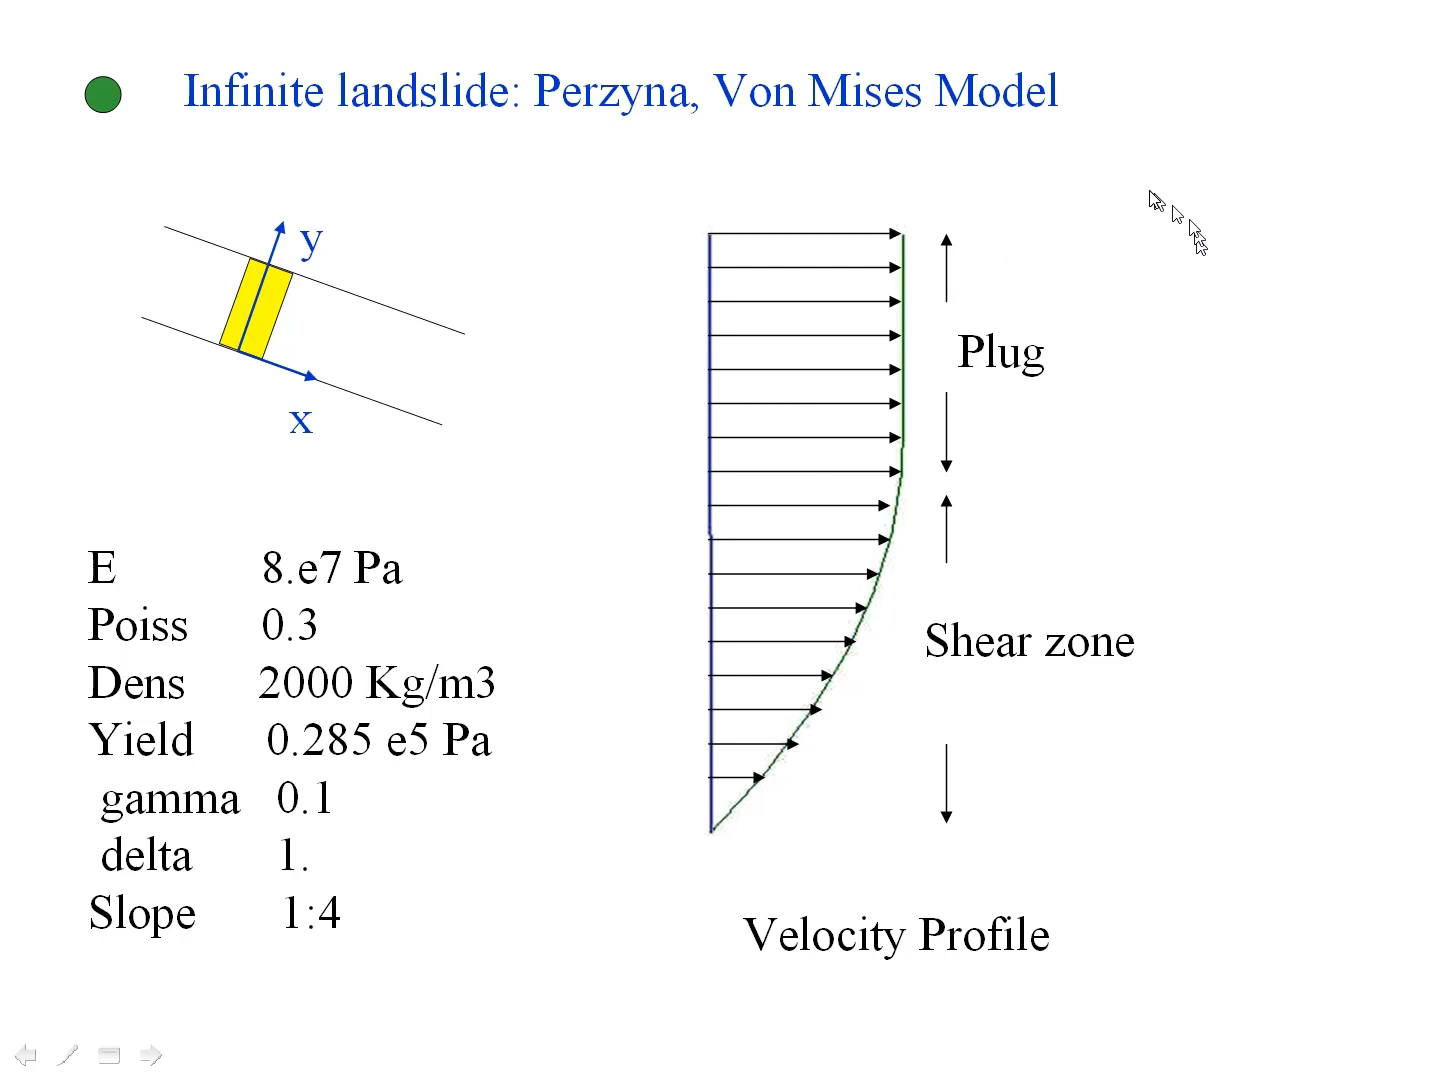 Infinite landslide: Perzyna, Von Mises Model
y
x
Plug
Shear zone
E 8.e7 Pa
Poiss 0.3
Dens 2000 Kg/m3
Yield 0.285 e5 Pa
gamma 0.1
delta 1.
Slope 1:4
Velocity Profile